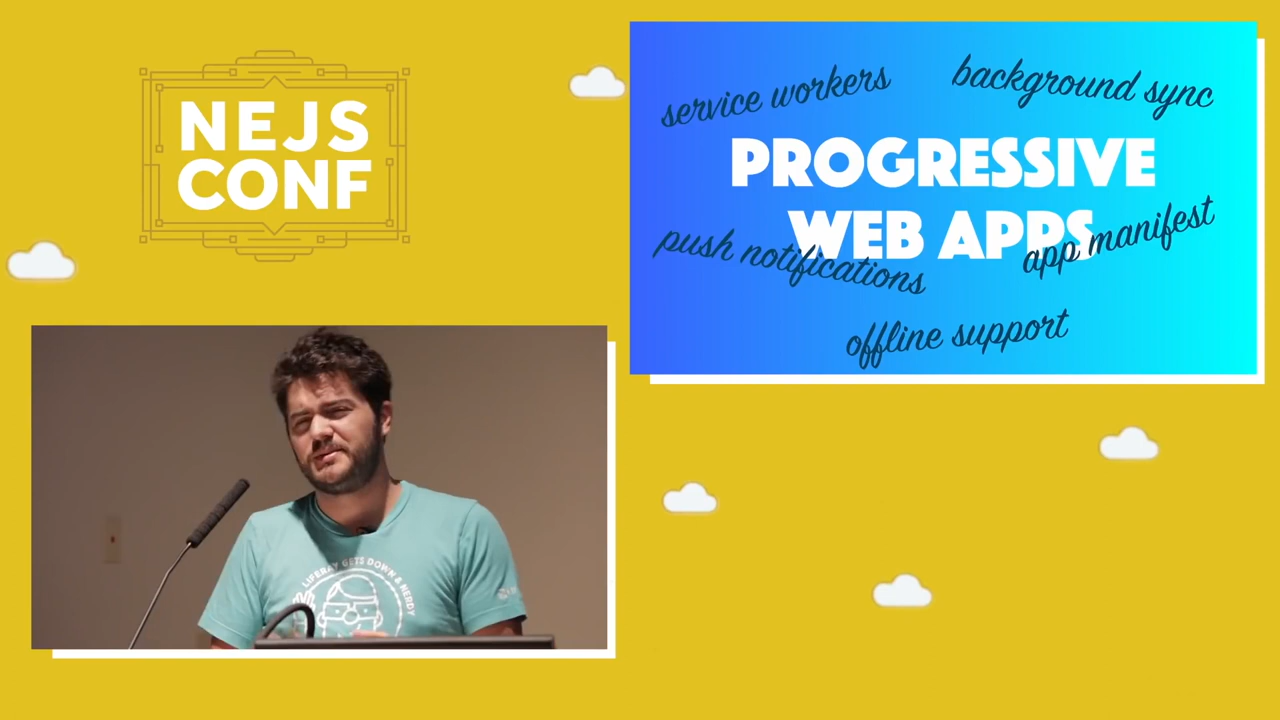 NEJS
CONF
service workers
background sync
PROGRESSIVE
WEB APPS
push notifications
app manifest
offline support
LIFERAY GETS DOWN & NERDY